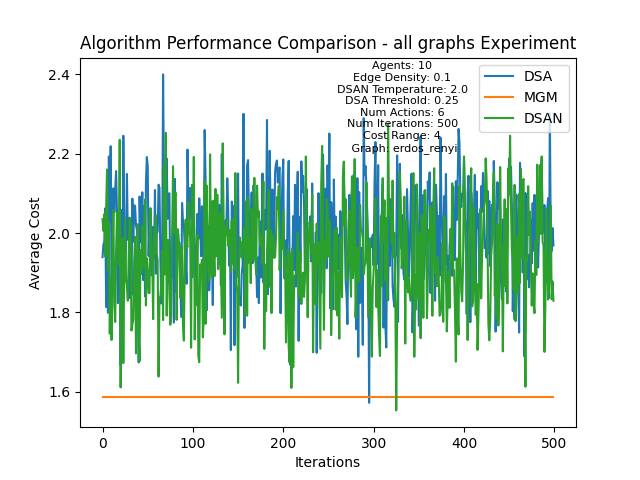 Algorithm Performance Comparison - all graphs Experiment
Agents: 10
Edge Density: 0.1
DSAN Temperature: 2.0
DSA Threshold: 0.25
Num Actions: 6
Num Iterations: 500
Cost Range: 4
Graph: erdos_renyi
DSA
MGM
DSAN
Average Cost
2.4
2.2
2.0
1.8
1.6
0
100
200
300
400
500
Iterations